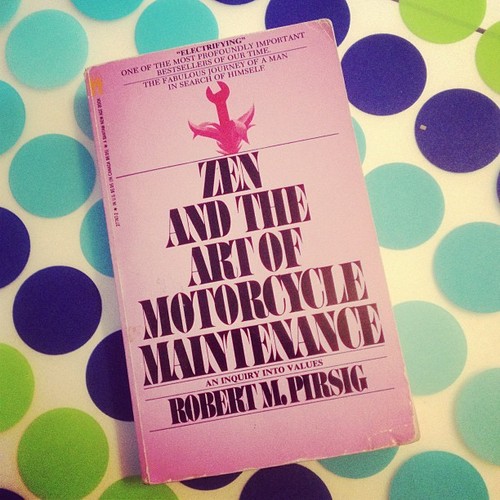 "ELECTRIFYING"
ONE OF THE MOST PROFOUNDLY IMPORTANT
BESTSELLERS OF OUR TIME.
THE FABULOUS JOURNEY OF A MAN
IN SEARCH OF HIMSELF
ZEN
AND THE
ART OF
MOTORCYCLE
MAINTENANCE
AN INQUIRY INTO VALUES
ROBERT M. PIRSIG